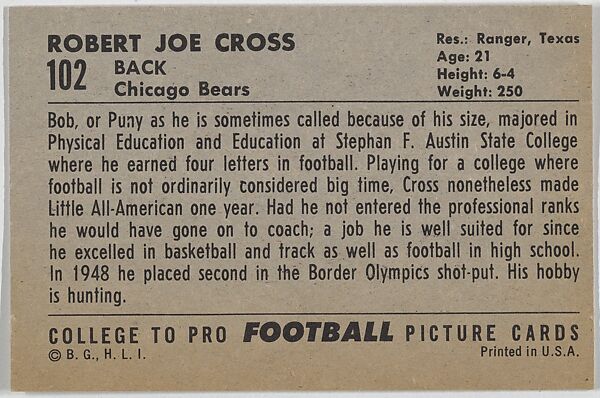 ROBERT JOE CROSS
102 BACK
Chicago Bears
Res.: Ranger, Texas
Age: 21
Height: 6-4
Weight: 250
Bob, or Puny as he is sometimes called because of his size, majored in
Physical Education and Education at Stephan F. Austin State College
where he earned four letters in football. Playing for a college where
football is not ordinarily considered big time, Cross nonetheless made
Little All-American one year. Had he not entered the professional ranks
he would have gone on to coach; a job he is well suited for since
he excelled in basketball and track as well as football in high school.
In 1948 he placed second in the Border Olympics shot-put. His hobby
is hunting.
COLLEGE TO PRO FOOTBALL PICTURE CARDS
© B. G., H. L. I.
Printed in U.S.A.